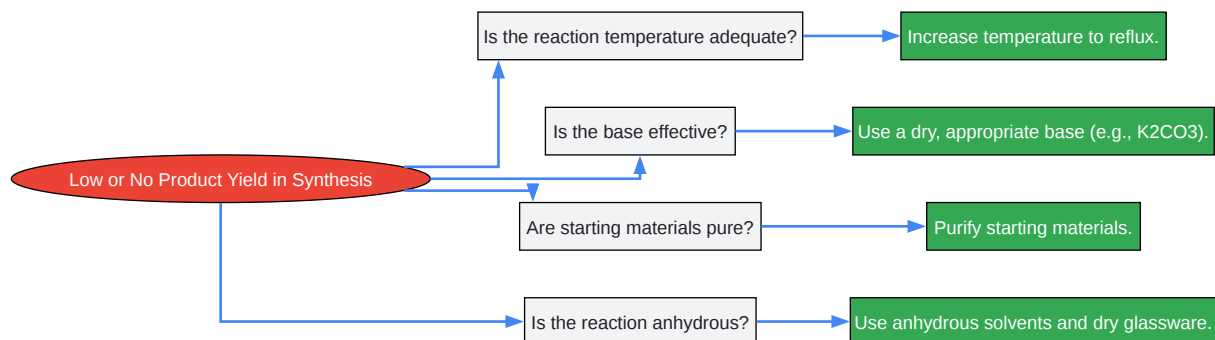 Is the reaction temperature adequate?
Increase temperature to reflux.
Is the base effective?
Use a dry, appropriate base (e.g., K2CO3).
Low or No Product Yield in Synthesis
Are starting materials pure?
Purify starting materials.
Is the reaction anhydrous?
Use anhydrous solvents and dry glassware.